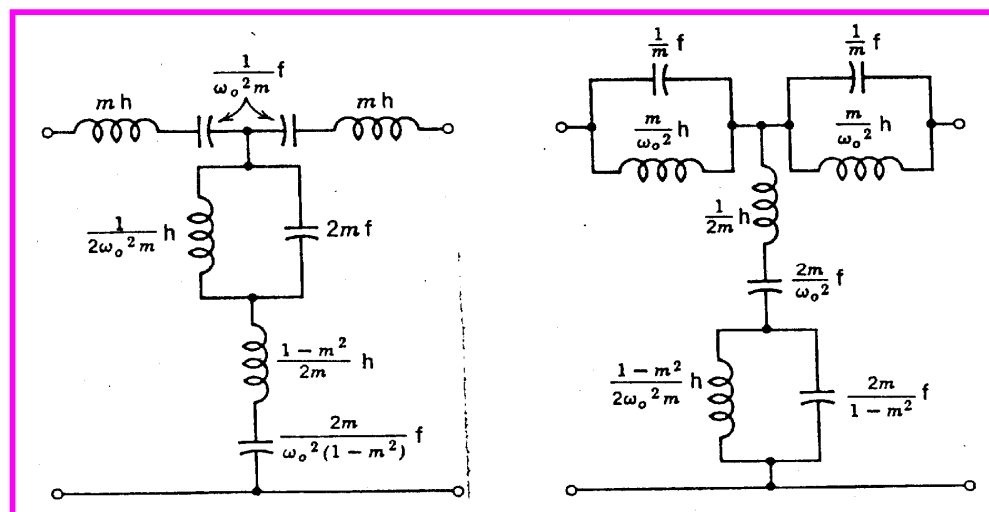 1/(ω₀²m) f
m h
m h
1/(2ω₀²m) h
2m f
(1 − m²)/(2m) h
2m/(ω₀²(1 − m²)) f
1/m f
1/m f
m/ω₀² h
m/ω₀² h
1/(2m) h
2m/ω₀² f
(1 − m²)/(2ω₀²m) h
2m/(1 − m²) f